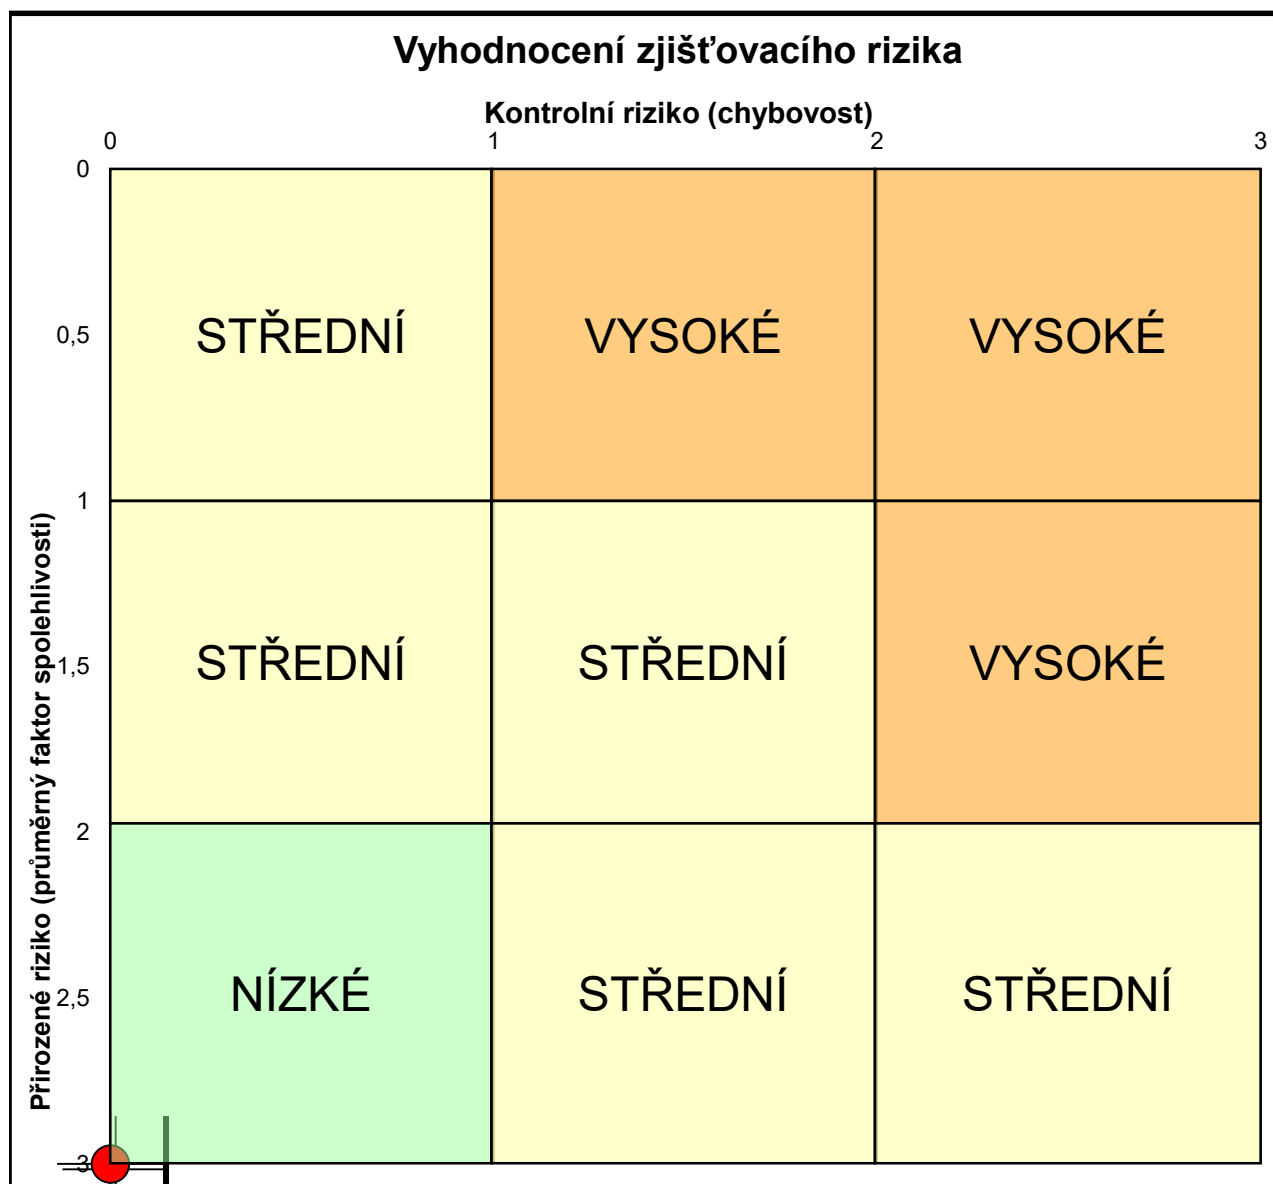 Vyhodnocení zjišťovacího rizika
Kontrolní riziko (chybovost)
0 1 2 3
0
0,5
1
1,5
2
2,5
3
Přirozené riziko (průměrný faktor spolehlivosti)
STŘEDNÍ VYSOKÉ VYSOKÉ
STŘEDNÍ STŘEDNÍ VYSOKÉ
NÍZKÉ STŘEDNÍ STŘEDNÍ